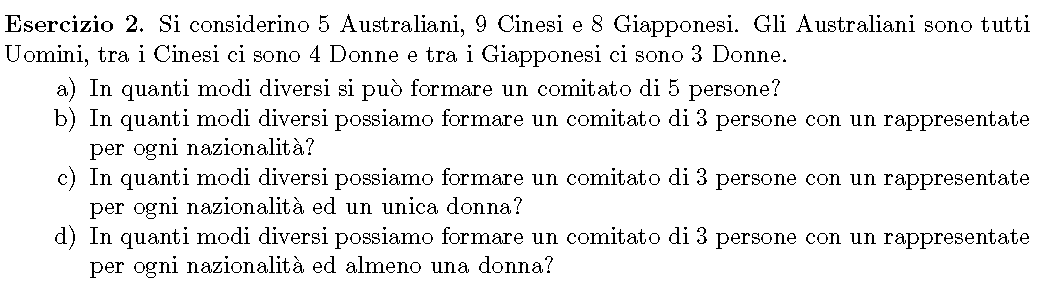 Esercizio 2. Si considerino 5 Australiani, 9 Cinesi e 8 Giapponesi. Gli Australiani sono tutti
Uomini, tra i Cinesi ci sono 4 Donne e tra i Giapponesi ci sono 3 Donne.
a) In quanti modi diversi si può formare un comitato di 5 persone?
b) In quanti modi diversi possiamo formare un comitato di 3 persone con un rappresentate
per ogni nazionalità?
c) In quanti modi diversi possiamo formare un comitato di 3 persone con un rappresentate
per ogni nazionalità ed un unica donna?
d) In quanti modi diversi possiamo formare un comitato di 3 persone con un rappresentate
per ogni nazionalità ed almeno una donna?